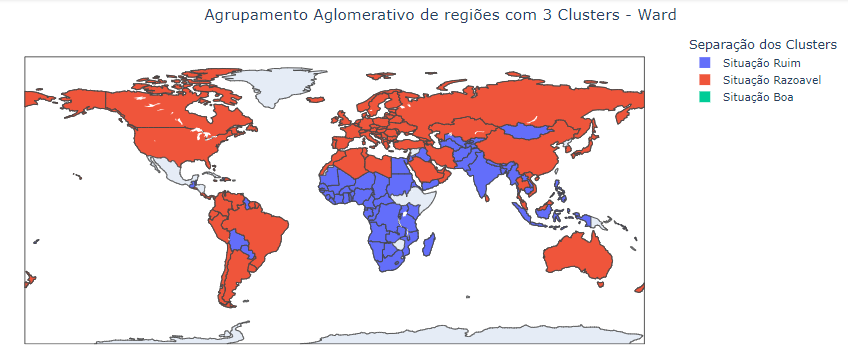 Agrupamento Aglomerativo de regiões com 3 Clusters - Ward
Separação dos Clusters
Situação Ruim
Situação Razoavel
Situação Boa